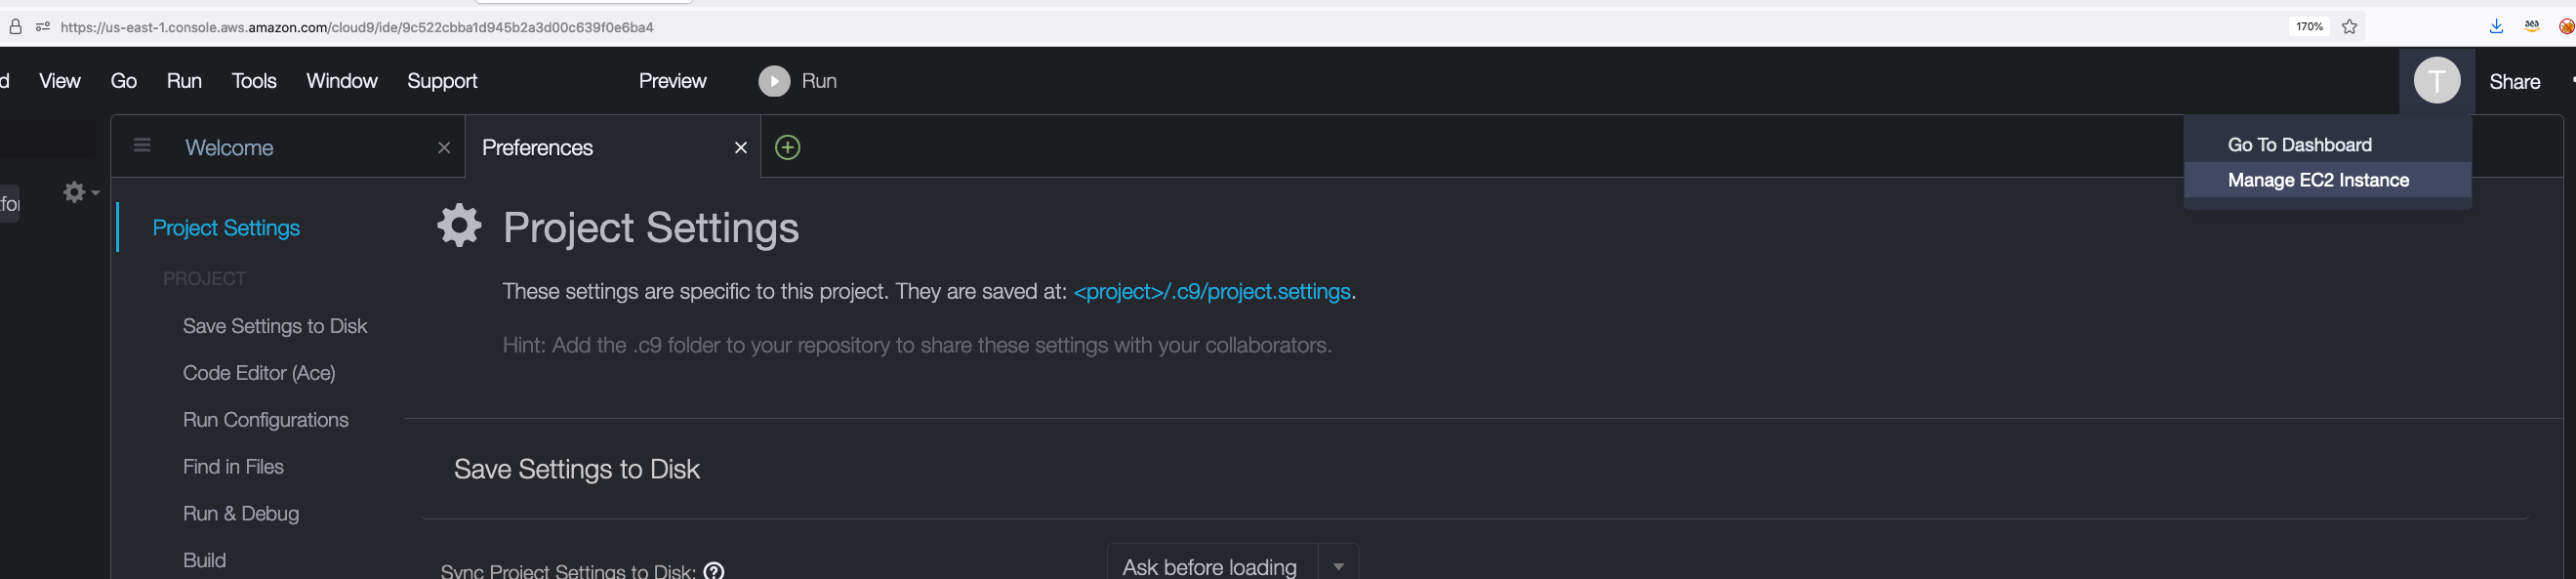 https://us-east-1.console.aws.amazon.com/cloud9/ide/9c522cbba1d945b2a3d00c639f0e6ba4 170%
d View Go Run Tools Window Support Preview Run T Share
Go To Dashboard
Manage EC2 Instance
Welcome Preferences
for
Project Settings
PROJECT
Save Settings to Disk
Code Editor (Ace)
Run Configurations
Find in Files
Run & Debug
Build
Project Settings
These settings are specific to this project. They are saved at: <project>/.c9/project.settings.
Hint: Add the .c9 folder to your repository to share these settings with your collaborators.
Save Settings to Disk
Sync Project Settings to Disk: ? Ask before loading